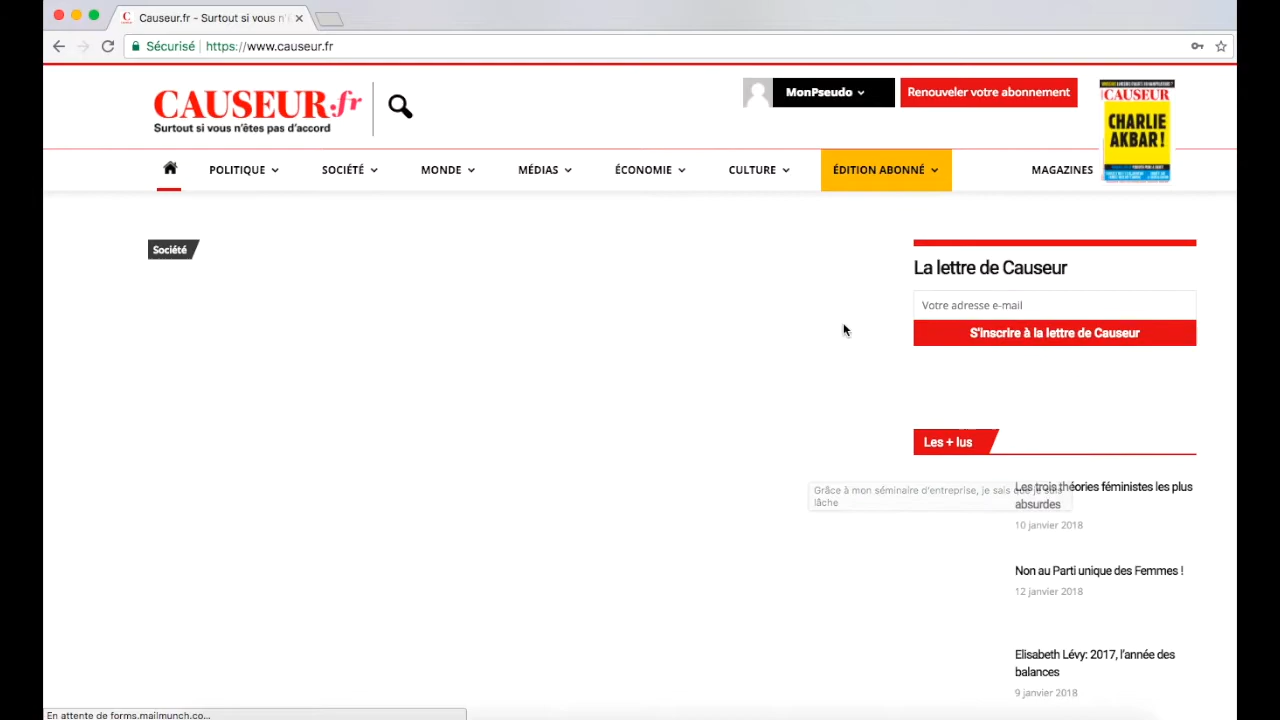 Causeur.fr - Surtout si vous n'
Sécurisé https://www.causeur.fr
CAUSEUR.fr
Surtout si vous n'êtes pas d'accord
MonPseudo
Renouveler votre abonnement
CAUSEUR
CHARLIE
AKBAR!
POLITIQUE
SOCIÉTÉ
MONDE
MÉDIAS
ÉCONOMIE
CULTURE
ÉDITION ABONNÉ
MAGAZINES
Société
La lettre de Causeur
Votre adresse e-mail
S'inscrire à la lettre de Causeur
Les + lus
Grâce à mon séminaire d'entreprise, je sais que je suis
lâche
Les trois théories féministes les plus
absurdes
10 janvier 2018
Non au Parti unique des Femmes !
12 janvier 2018
Elisabeth Lévy: 2017, l'année des
balances
9 janvier 2018
En attente de forms.mailmunch.co...